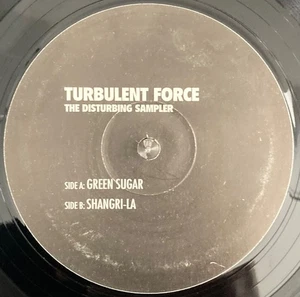 TURBULENT FORCE
THE DISTURBING SAMPLER
SIDE A: GREEN SUGAR
SIDE B: SHANGRI-LA